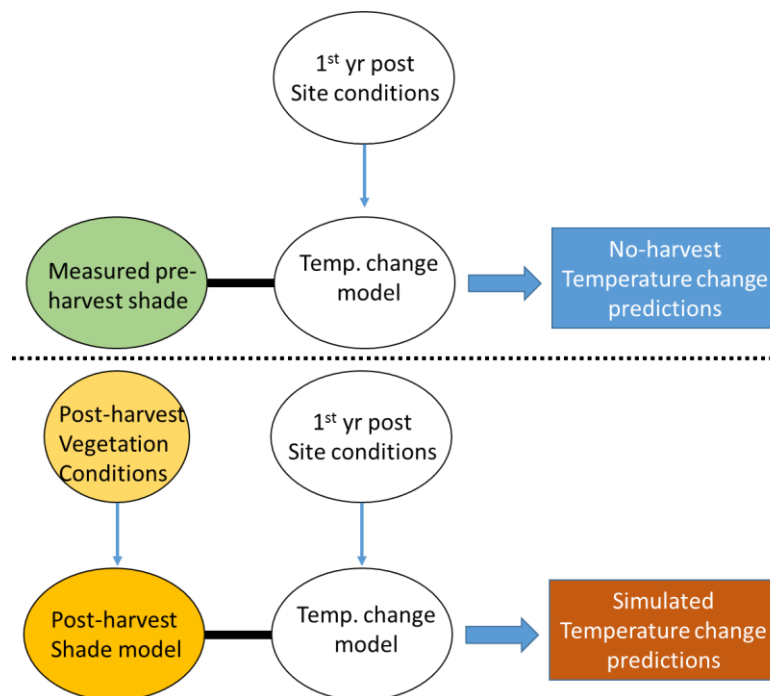 1st yr post
Site conditions
Measured pre-
harvest shade
Temp. change
model
No-harvest
Temperature change
predictions
Post-harvest
Vegetation
Conditions
1st yr post
Site conditions
Post-harvest
Shade model
Temp. change
model
Simulated
Temperature change
predictions